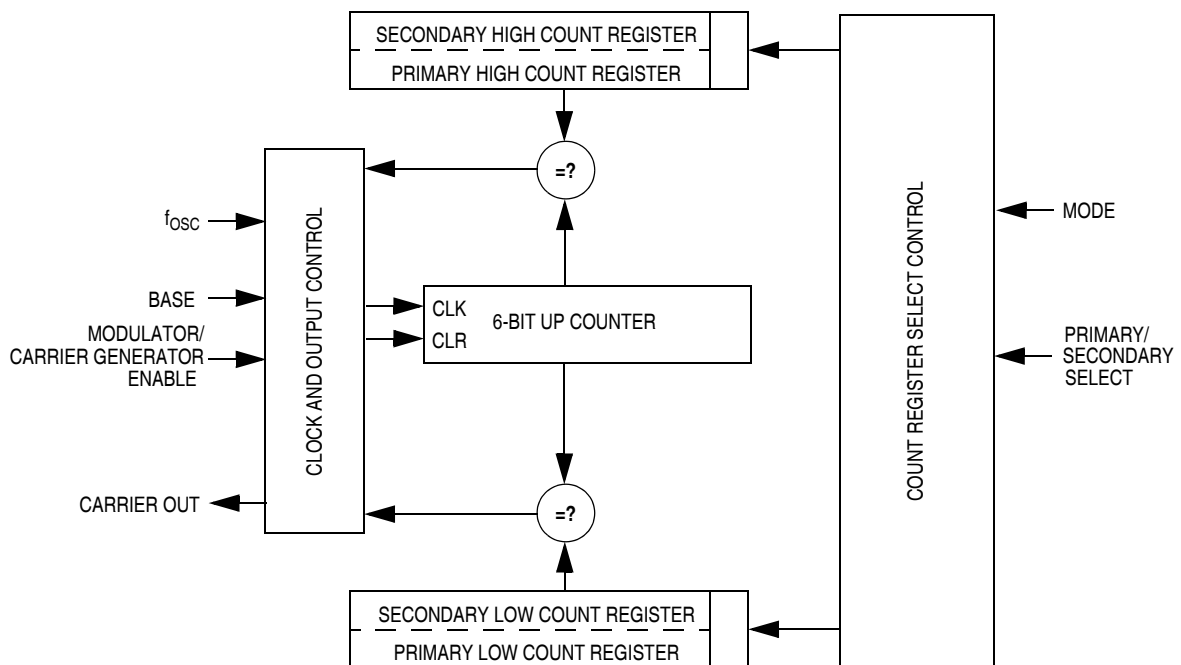 SECONDARY HIGH COUNT REGISTER
PRIMARY HIGH COUNT REGISTER
=?
fOSC
BASE
MODULATOR/
CARRIER GENERATOR
ENABLE
CARRIER OUT
CLOCK AND OUTPUT CONTROL
CLK
CLR
6-BIT UP COUNTER
=?
SECONDARY LOW COUNT REGISTER
PRIMARY LOW COUNT REGISTER
COUNT REGISTER SELECT CONTROL
MODE
PRIMARY/
SECONDARY
SELECT